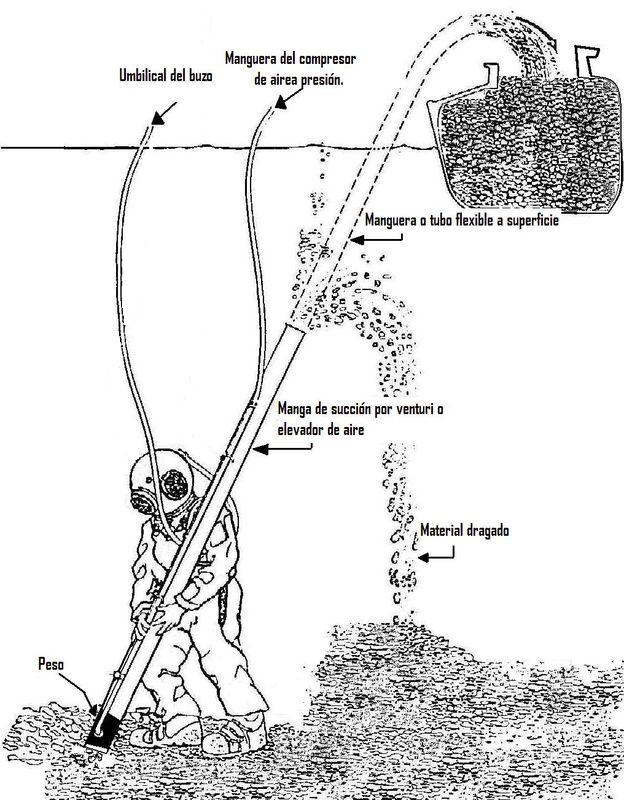 Umbilical del buzo
Manguera del compresor
de airea presión.
Manguera o tubo flexible a superficie
Manga de succión por venturi o
elevador de aire
Material dragado
Peso